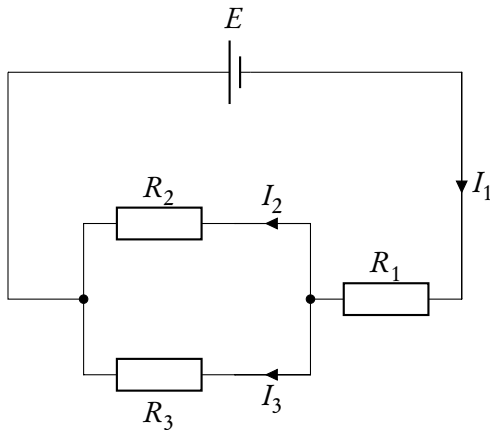 E
I₁
R₂
I₂
R₁
I₃
R₃